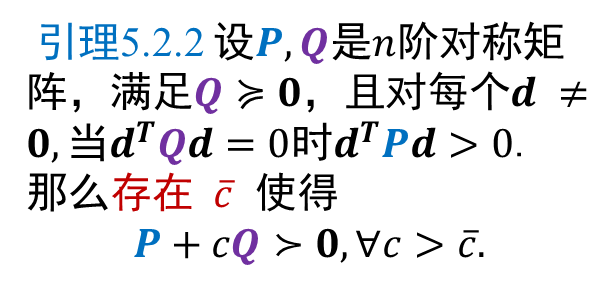 引理5.2.2 设P, Q是n阶对称矩
阵，满足Q ≽ 0，且对每个d ≠
0, 当dᵀQd = 0时dᵀPd > 0.
那么存在 c̄ 使得
P + cQ ≻ 0, ∀c > c̄.